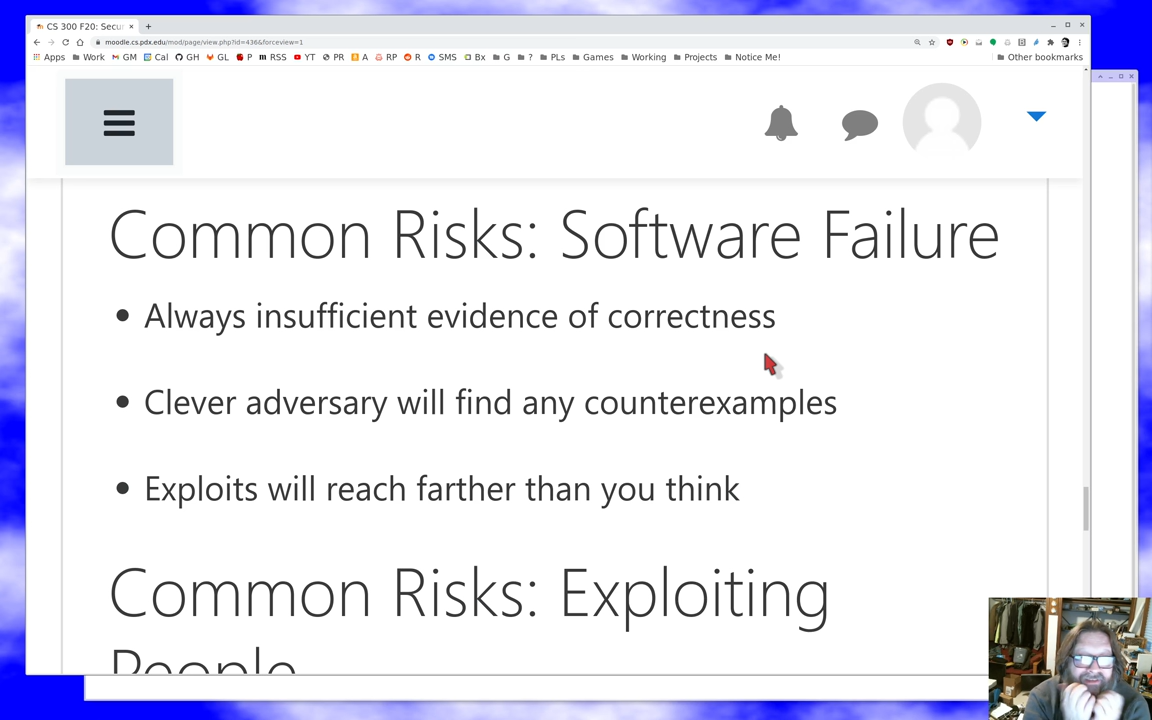 CS 300 F20: Secur
moodle.cs.pdx.edu/mod/page/view.php?id=436&forceview=1
Apps Work GM Cal GH GL P RSS YT PR A RP R SMS Bx G ? PLs Games Working Projects Notice Me! Other bookmarks
Common Risks: Software Failure
Always insufficient evidence of correctness
Clever adversary will find any counterexamples
Exploits will reach farther than you think
Common Risks: Exploiting
People